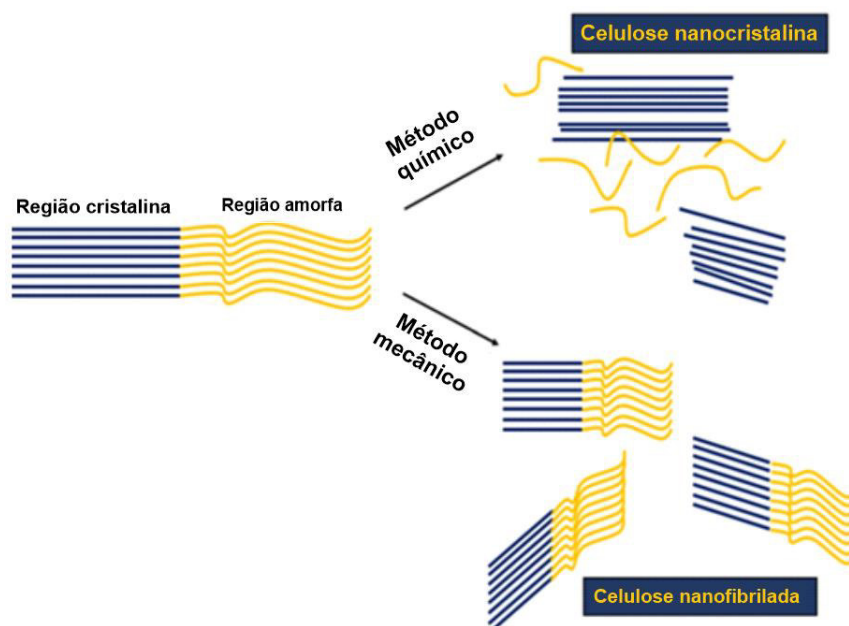 Celulose nanocristalina
Método
químico
Região cristalina
Região amorfa
Método
mecânico
Celulose nanofibrilada